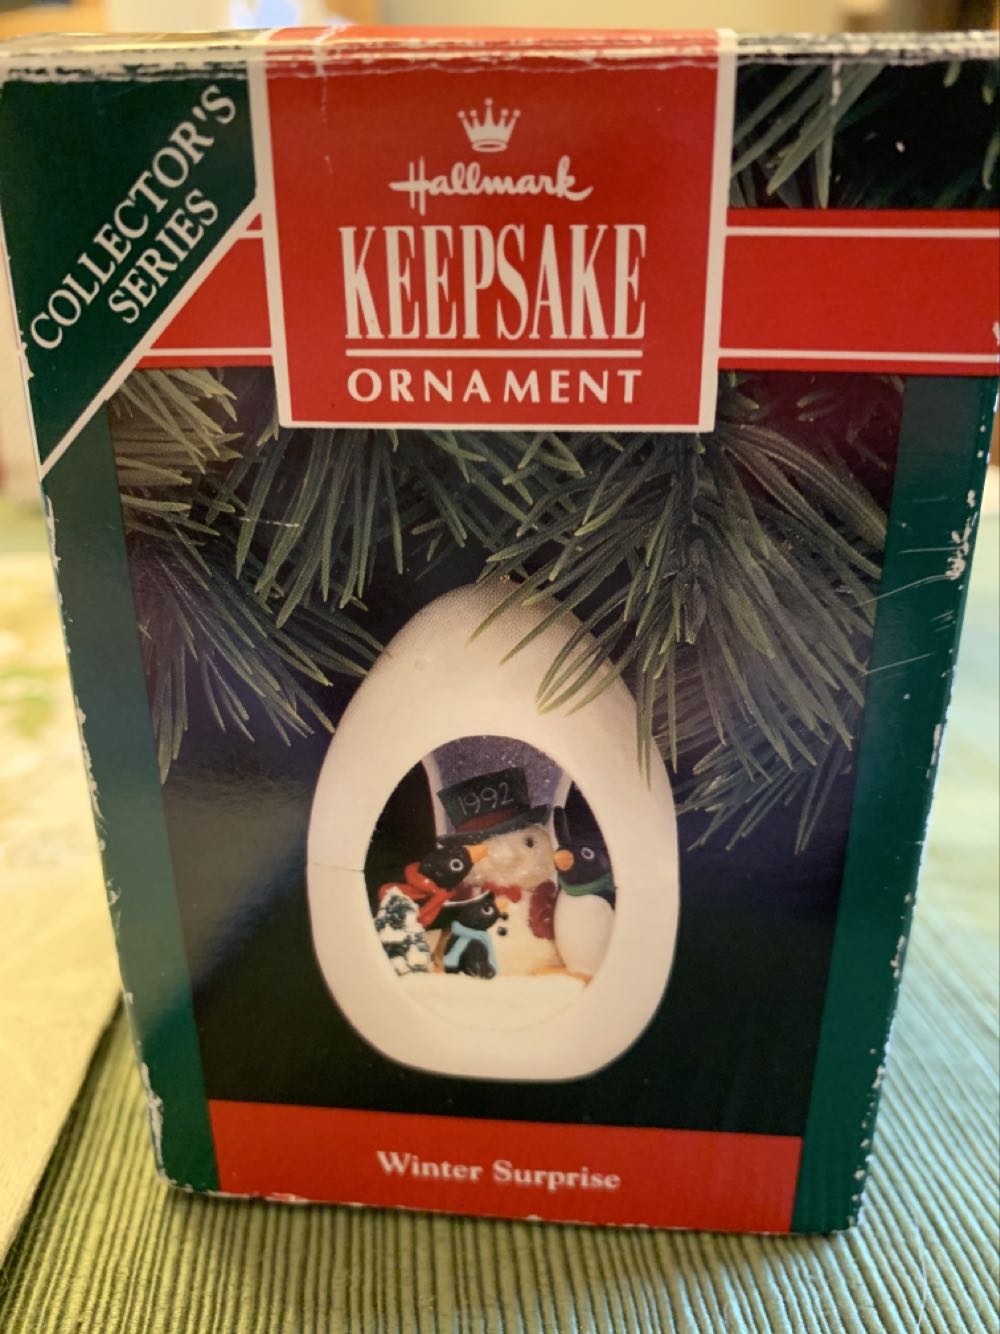 COLLECTOR'S
SERIES
Hallmark
KEEPSAKE
ORNAMENT
1992
Winter Surprise